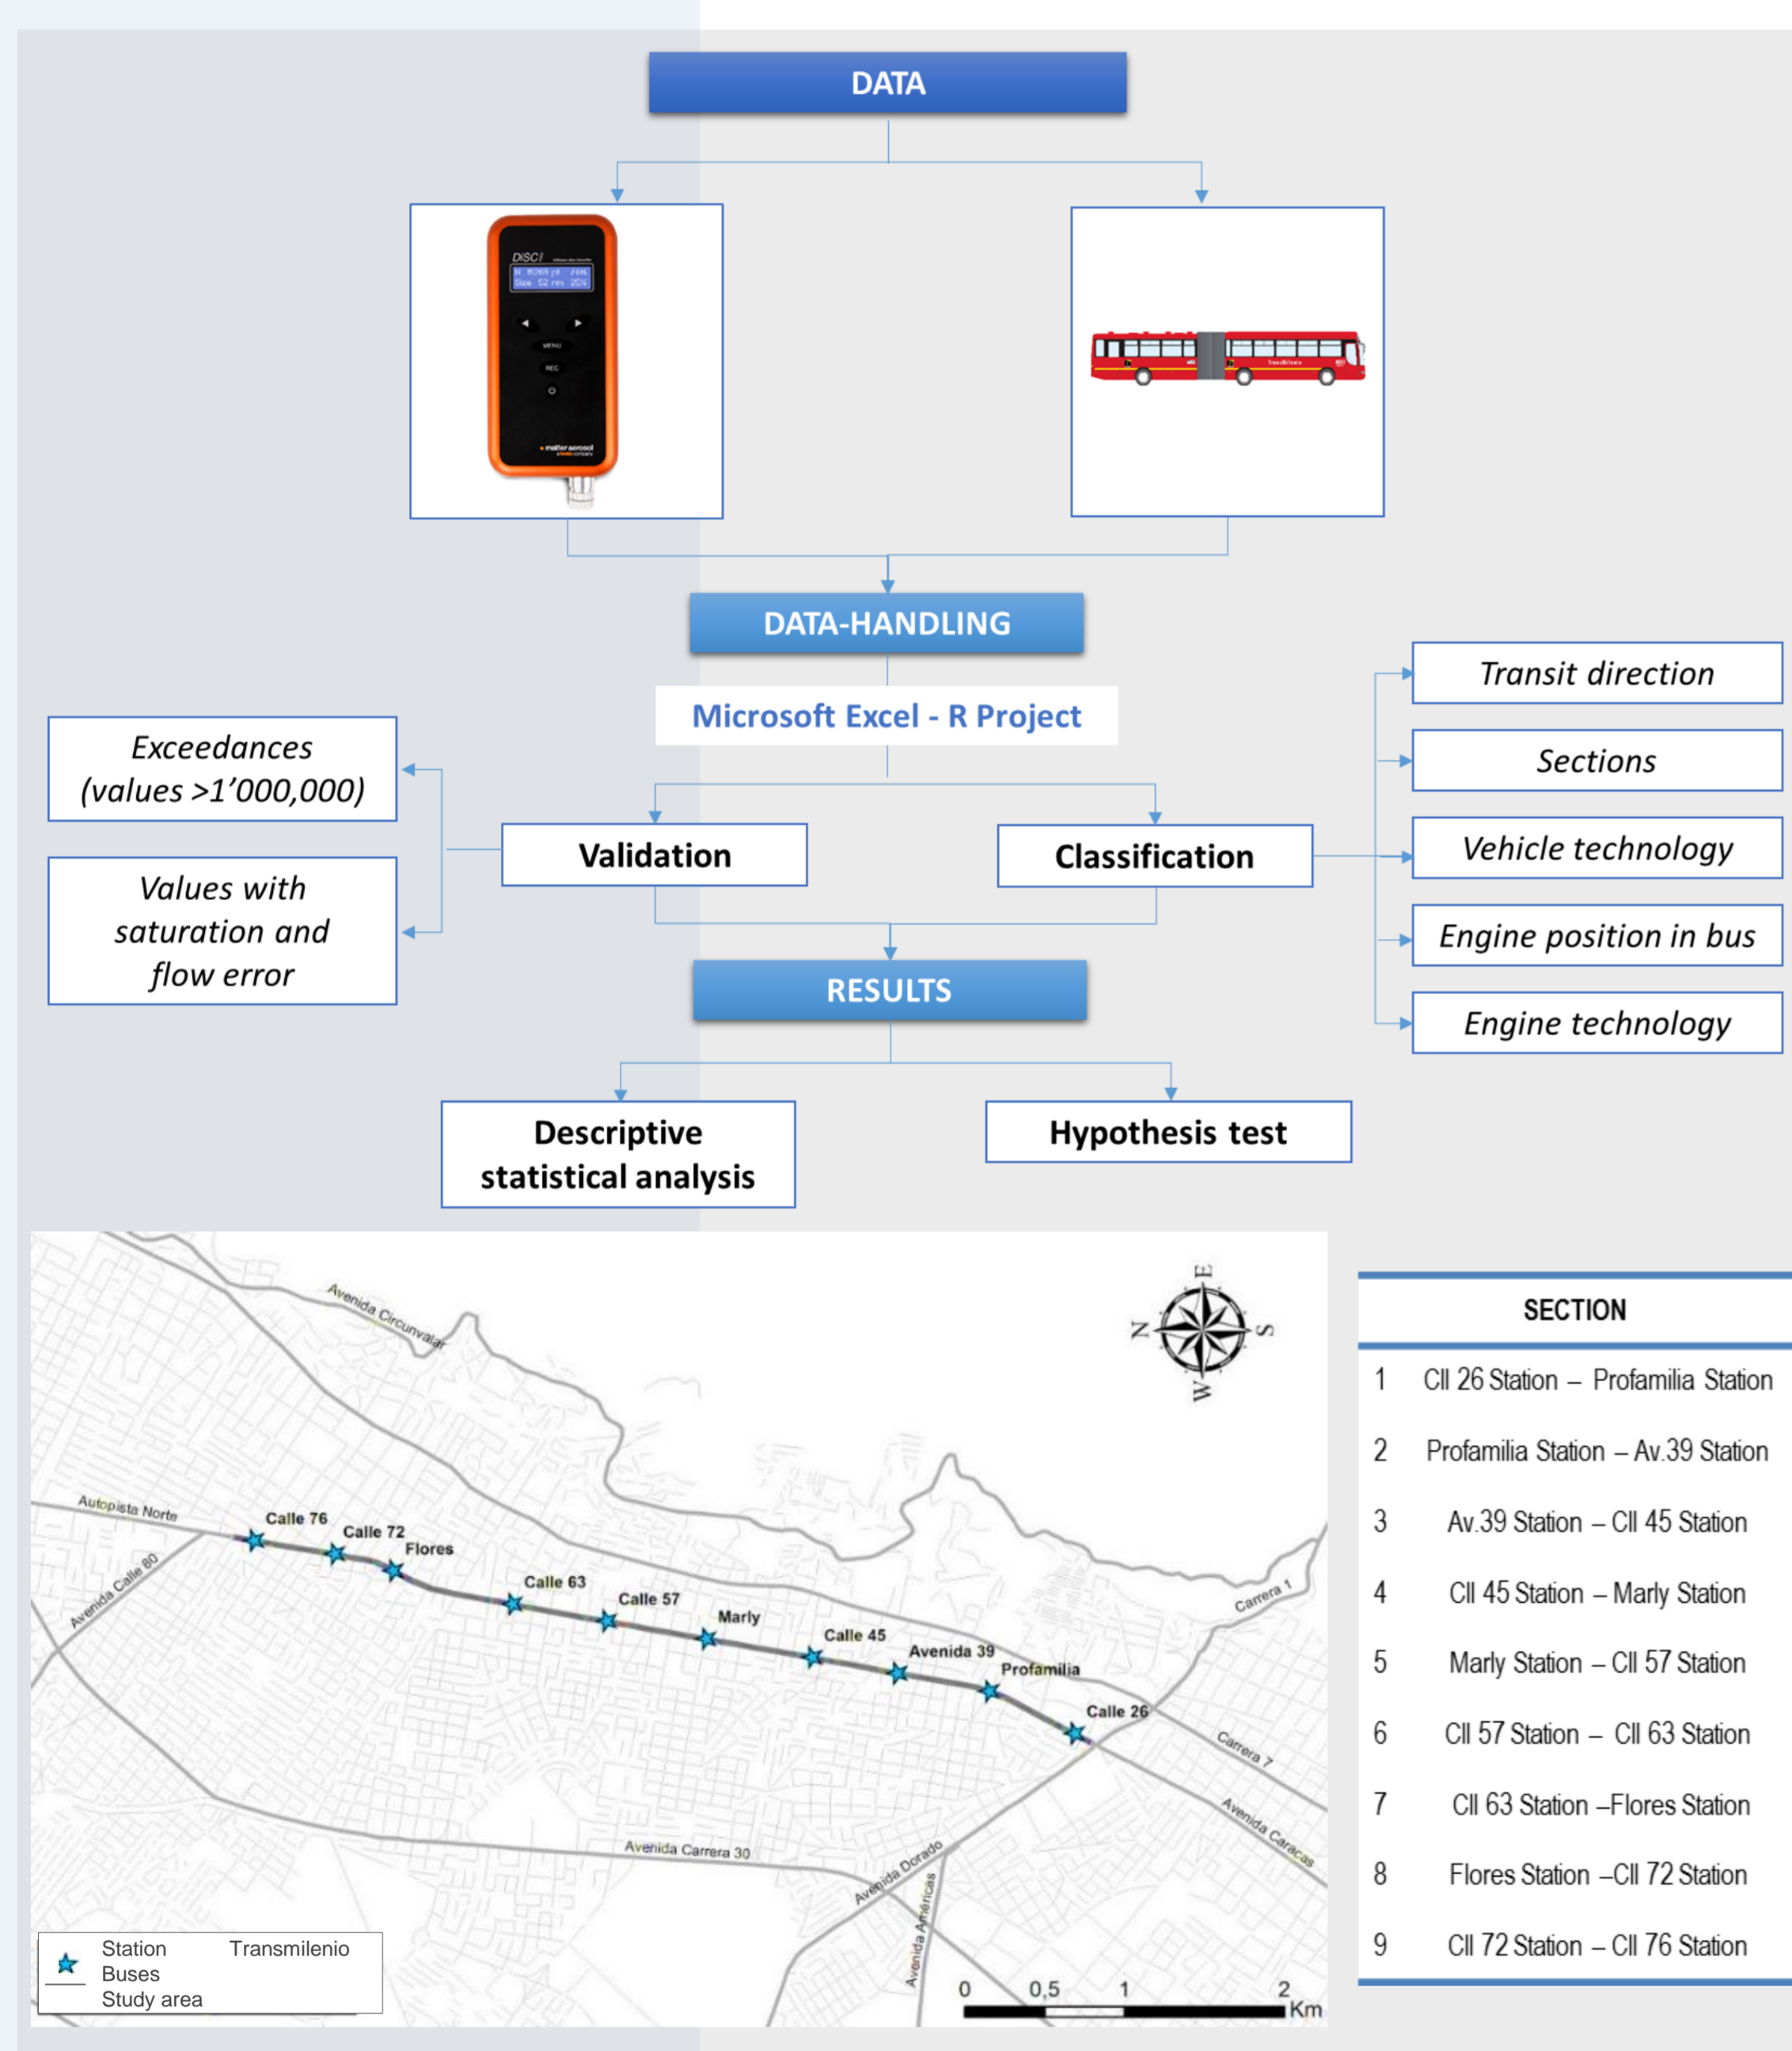 DATA
DiSC
MENU
REC
matter aerosol
TransMilenio
DATA-HANDLING
Microsoft Excel - R Project
Exceedances
(values >1’000,000)
Values with
saturation and
flow error
Validation
Classification
Transit direction
Sections
Vehicle technology
Engine position in bus
Engine technology
RESULTS
Descriptive
statistical analysis
Hypothesis test
Avenida Circunvalar
E
N
S
W
Autopista Norte
Avenida Calle 80
Calle 76
Calle 72
Flores
Calle 63
Calle 57
Marly
Calle 45
Avenida 39
Profamilia
Calle 26
Carrera 1
Carrera 7
Avenida Caracas
Avenida Carrera 30
Avenida Dorado
Avenida Américas
Station Transmilenio
Buses
Study area
0 0,5 1 2
Km
SECTION
1 Cll 26 Station – Profamilia Station
2 Profamilia Station – Av.39 Station
3 Av.39 Station – Cll 45 Station
4 Cll 45 Station – Marly Station
5 Marly Station – Cll 57 Station
6 Cll 57 Station – Cll 63 Station
7 Cll 63 Station –Flores Station
8 Flores Station –Cll 72 Station
9 Cll 72 Station – Cll 76 Station